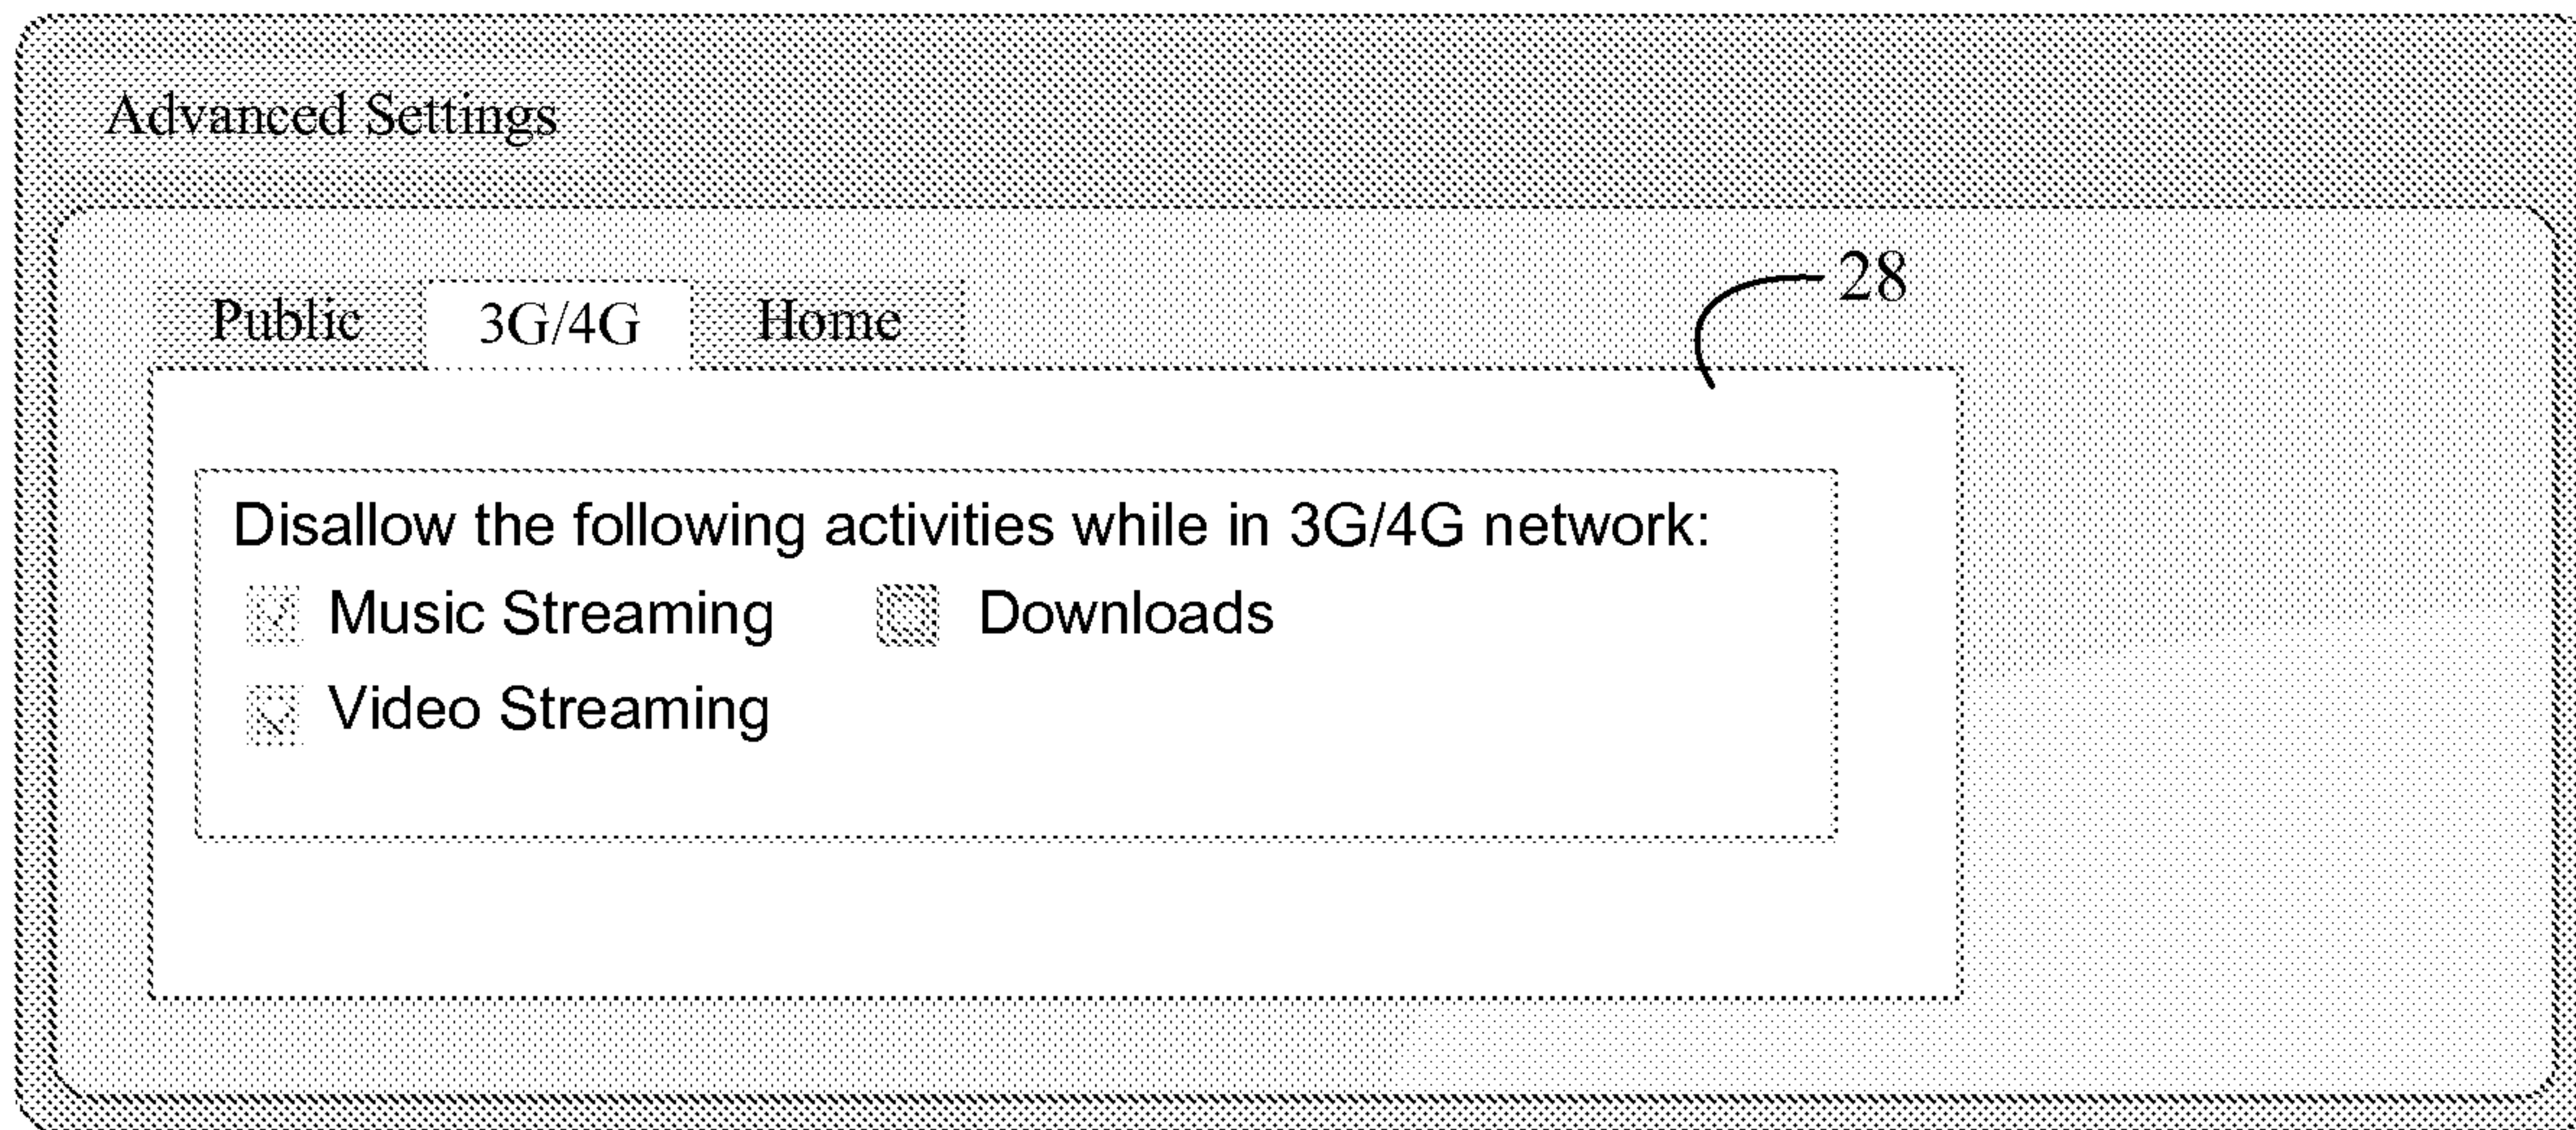 Advanced Settings
28
Public 3G/4G Home
Disallow the following activities while in 3G/4G network:
Music Streaming Downloads
Video Streaming